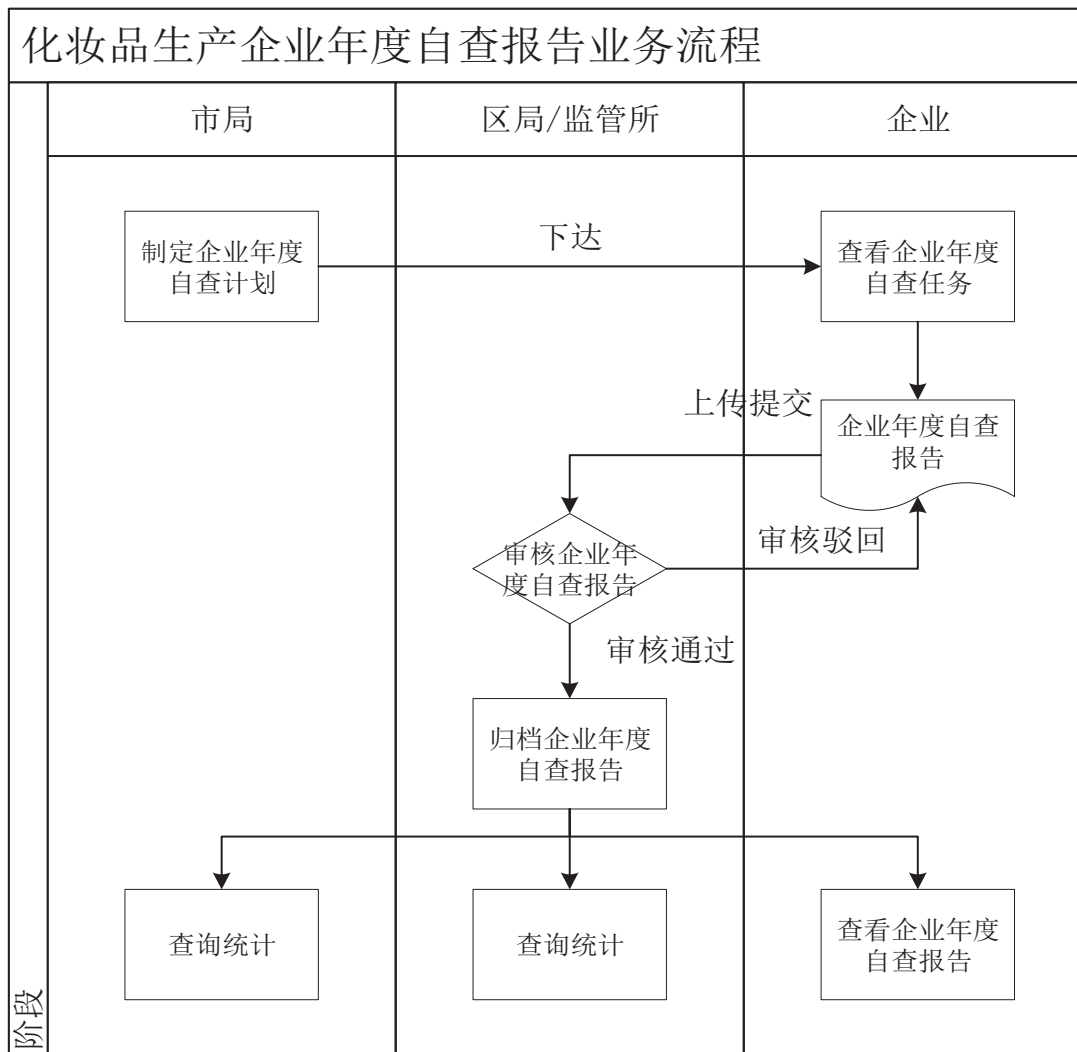 化妆品生产企业年度自查报告业务流程
市局
区局/监管所
企业
制定企业年度
自查计划
下达
查看企业年度
自查任务
上传提交
企业年度自查
报告
审核企业年
度自查报告
审核驳回
审核通过
归档企业年度
自查报告
查询统计
查询统计
查看企业年度
自查报告
阶段